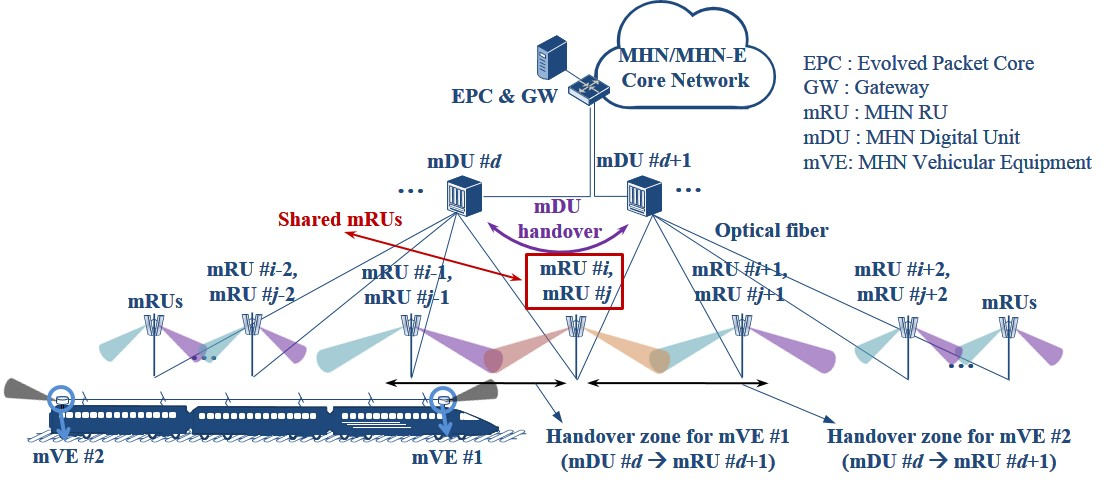 MHN/MHN-E
Core Network
EPC & GW
EPC : Evolved Packet Core
GW : Gateway
mRU : MHN RU
mDU : MHN Digital Unit
mVE: MHN Vehicular Equipment
mDU #d
mDU #d+1
...
...
Shared mRUs
mDU
handover
Optical fiber
mRUs
mRU #i-2,
mRU #j-2
mRU #i-1,
mRU #j-1
mRU #i,
mRU #j
mRU #i+1,
mRU #j+1
mRU #i+2,
mRU #j+2
mRUs
...
...
mVE #2
mVE #1
Handover zone for mVE #1
(mDU #d → mRU #d+1)
Handover zone for mVE #2
(mDU #d → mRU #d+1)